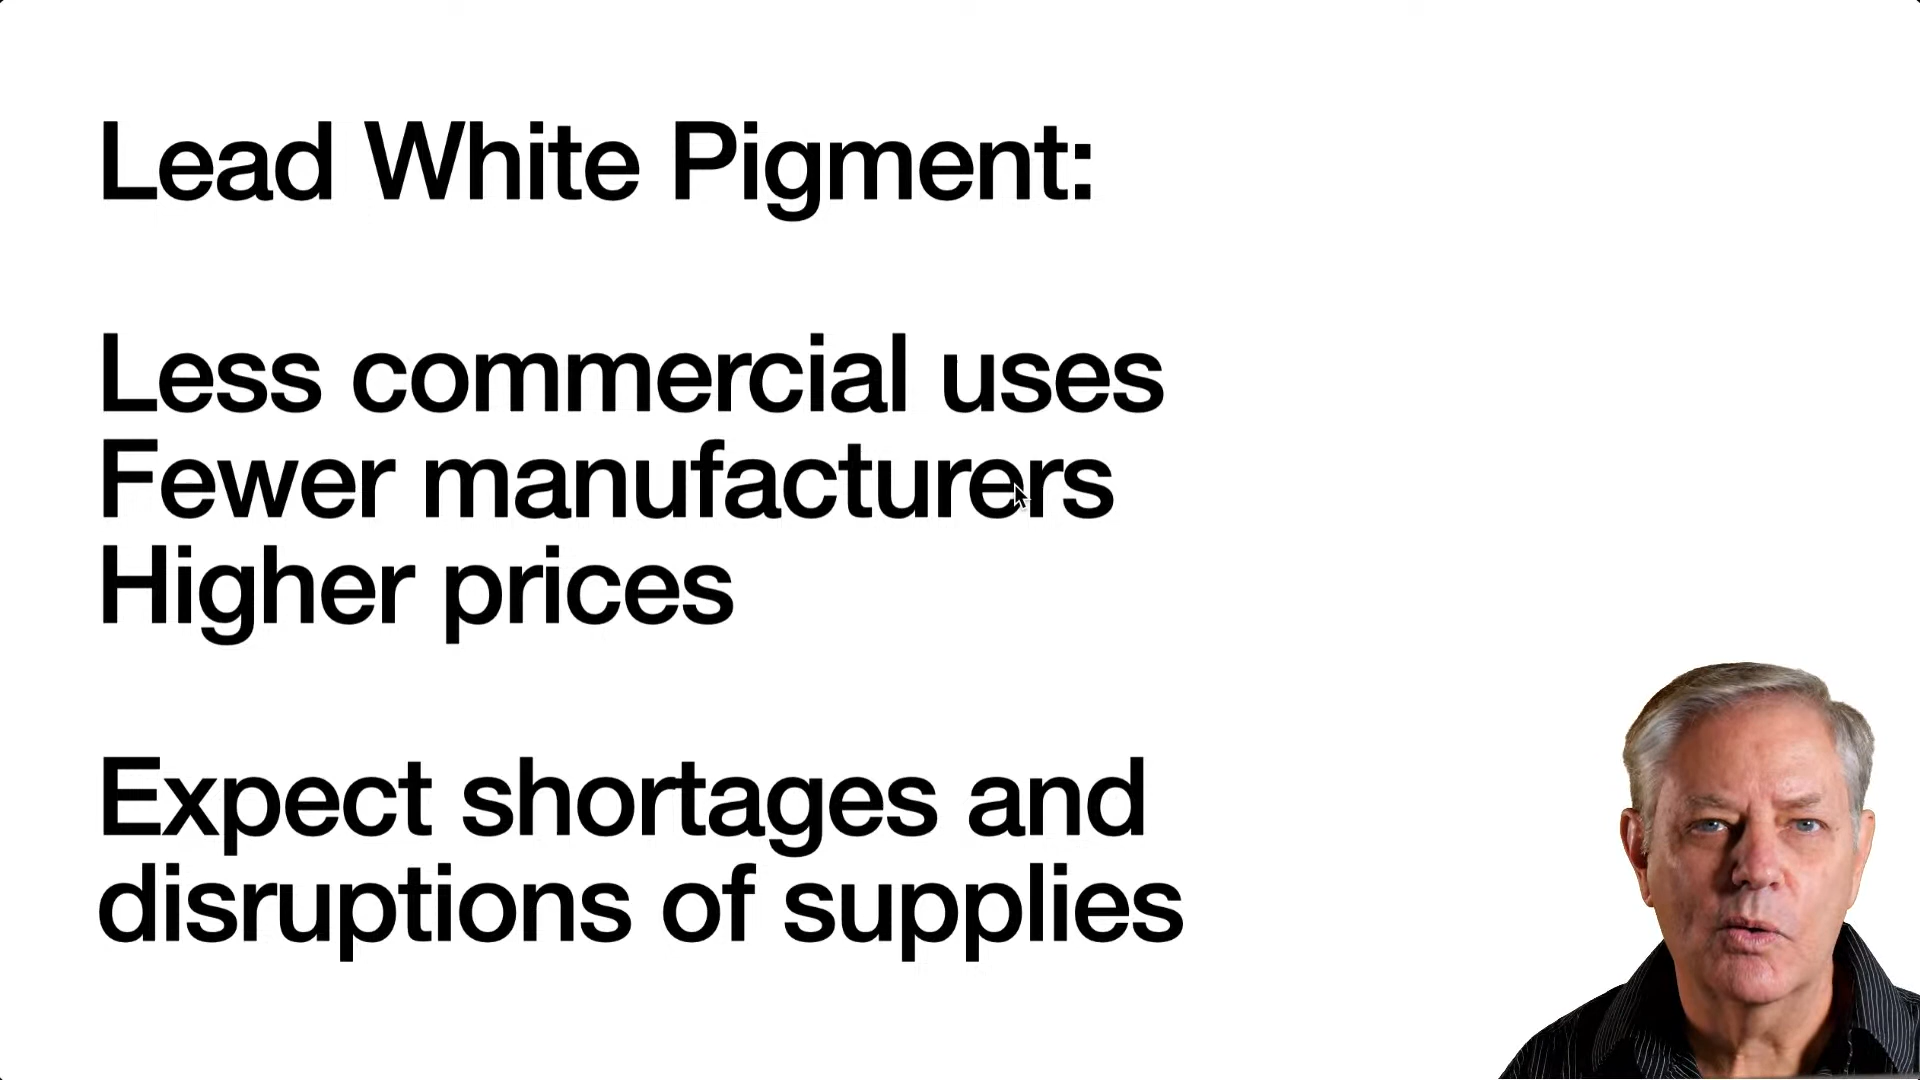 Lead White Pigment:
Less commercial uses
Fewer manufacturers
Higher prices
Expect shortages and
disruptions of supplies